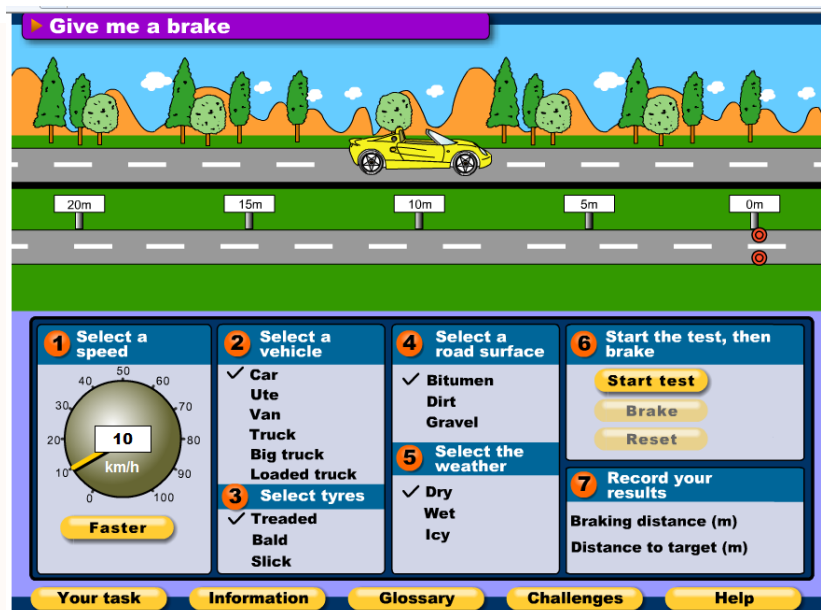 Give me a brake
20m 15m 10m 5m 0m
1 Select a
speed
50
40 60
30 70
20 10 80
km/h
10 90
0 100
Faster
2 Select a
vehicle
Car
Ute
Van
Truck
Big truck
Loaded truck
3 Select tyres
Treaded
Bald
Slick
4 Select a
road surface
Bitumen
Dirt
Gravel
5 Select the
weather
Dry
Wet
Icy
6 Start the test, then
brake
Start test
Brake
Reset
7 Record your
results
Braking distance (m)
Distance to target (m)
Your task Information Glossary Challenges Help